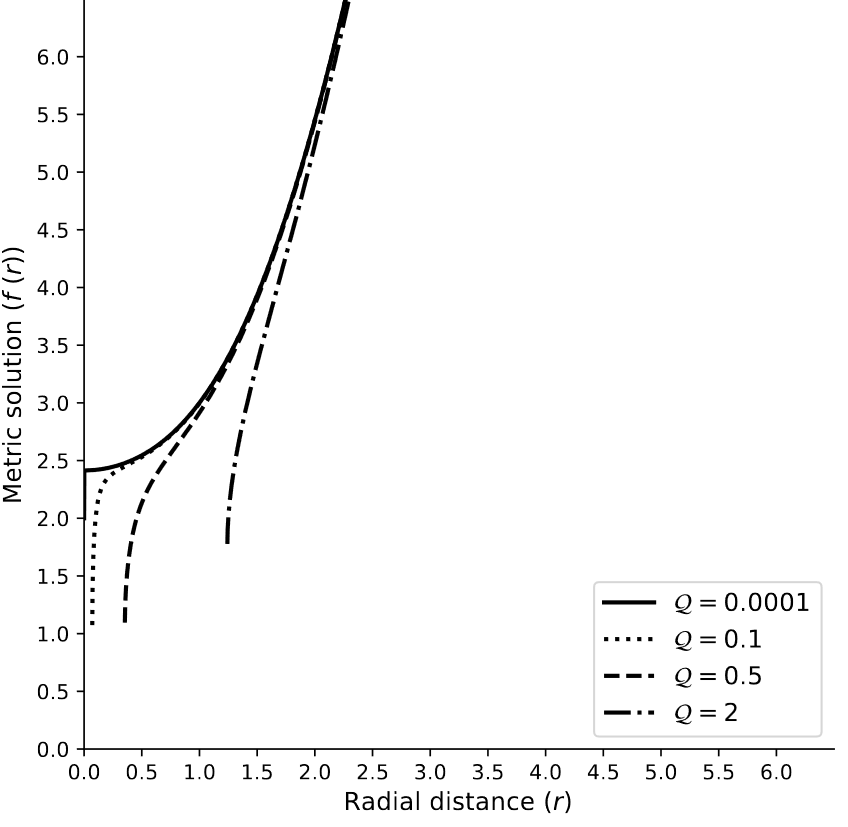 Metric solution (f (r))
6.0
5.5
5.0
4.5
4.0
3.5
3.0
2.5
2.0
1.5
1.0
0.5
0.0
0.0 0.5 1.0 1.5 2.0 2.5 3.0 3.5 4.0 4.5 5.0 5.5 6.0
Radial distance (r)
𝒬 = 0.0001
𝒬 = 0.1
𝒬 = 0.5
𝒬 = 2